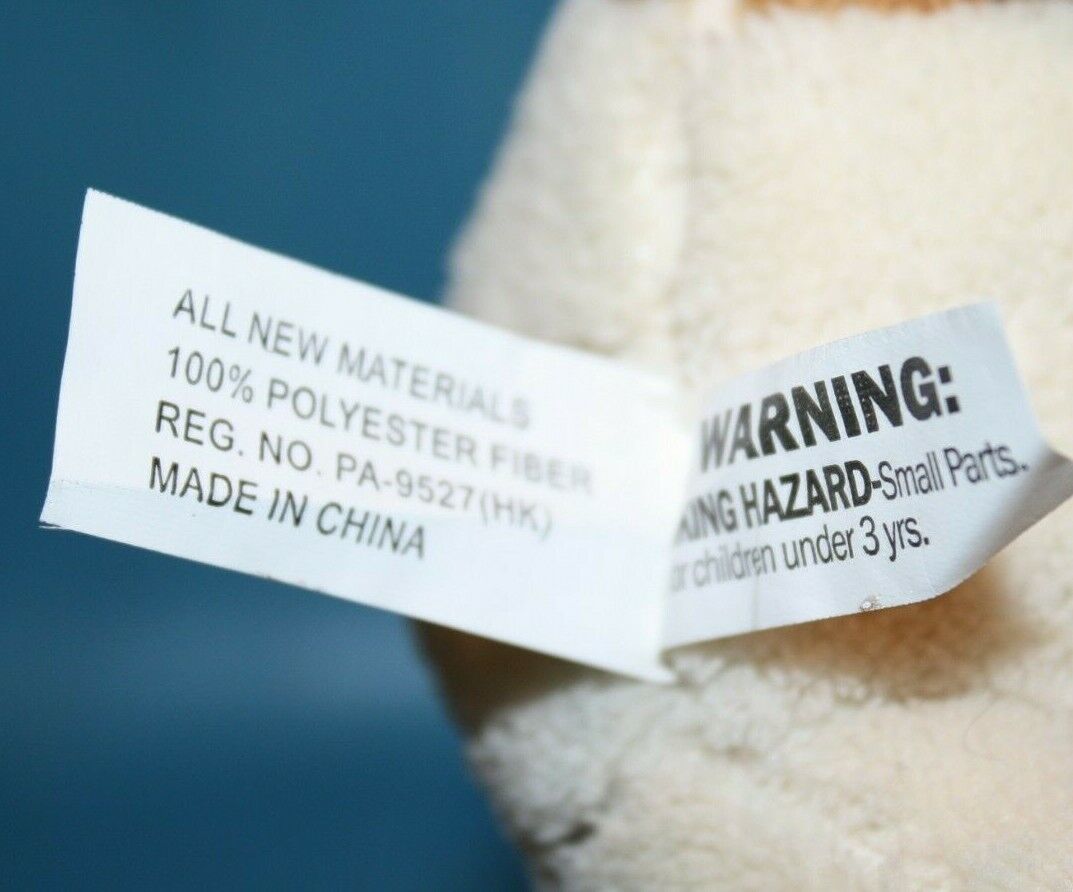 ALL NEW MATERIALS
100% POLYESTER FIBER
REG. NO. PA-9527(HK)
MADE IN CHINA
WARNING:
KING HAZARD-Small Parts.
or children under 3 yrs.